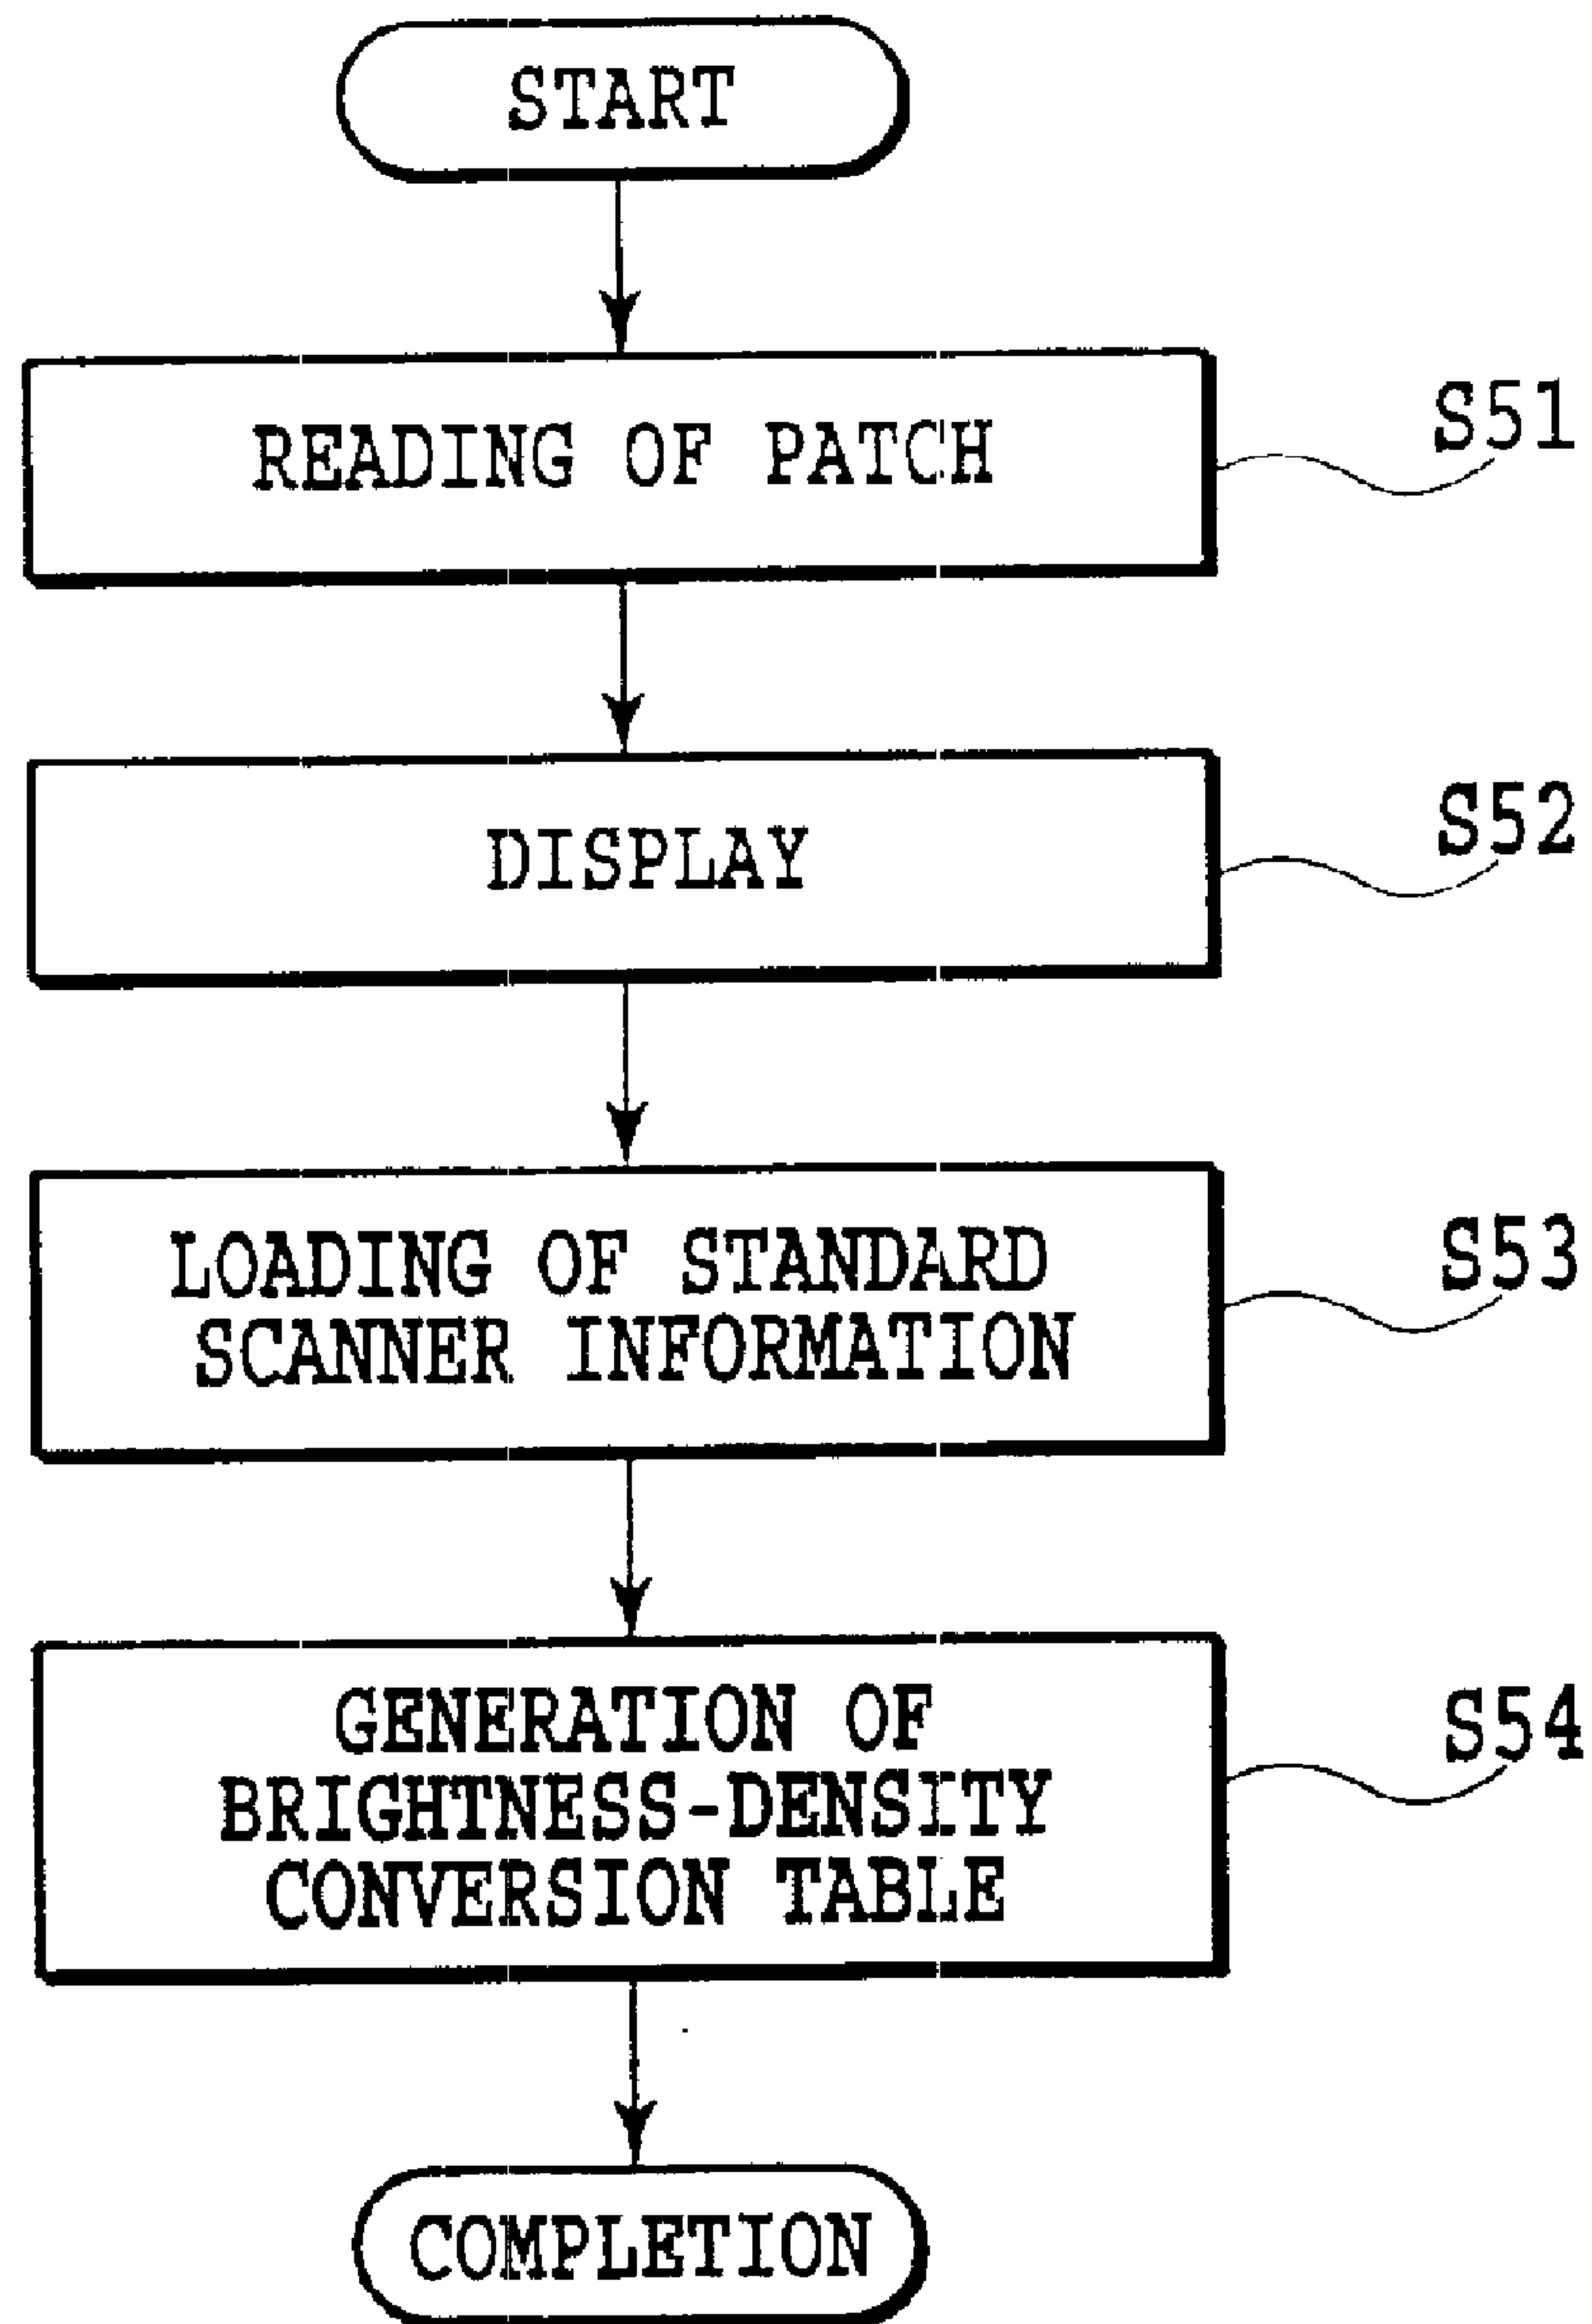 START
READING OF PATCH
S51
DISPLAY
S52
LOADING OF STANDARD
SCANNER INFORMATION
S53
GENERATION OF
BRIGHTNESS-DENSITY
CONVERSION TABLE
S54
COMPLETION